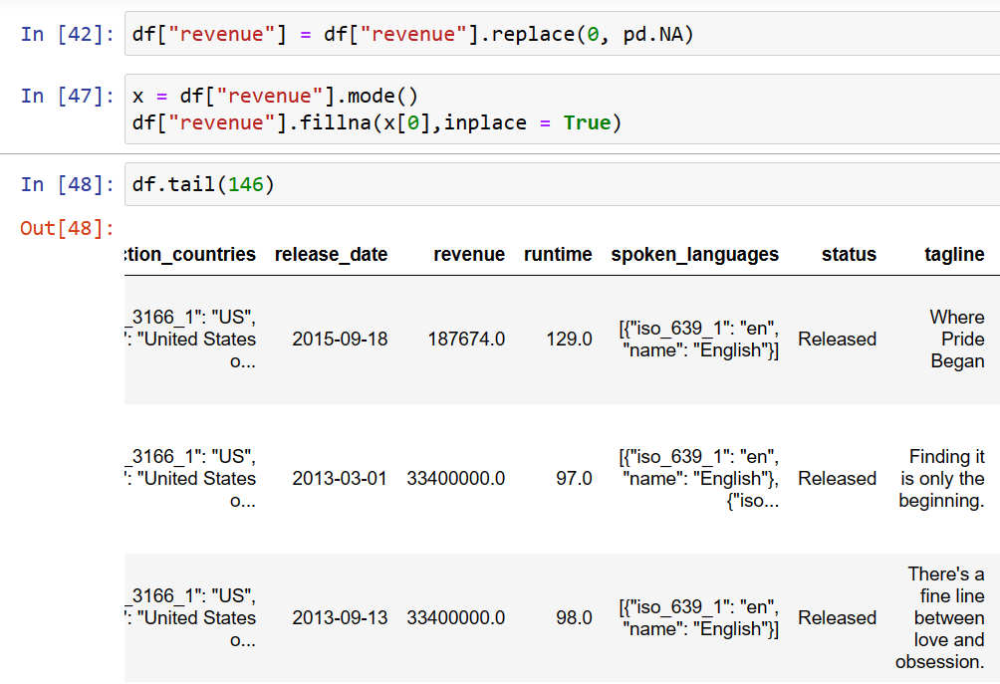 In [42]: df["revenue"] = df["revenue"].replace(0, pd.NA)
In [47]: x = df["revenue"].mode()
df["revenue"].fillna(x[0],inplace = True)
In [48]: df.tail(146)
Out[48]:
ction_countries release_date revenue runtime spoken_languages status tagline
_3166_1": "US",
": "United States
o...
2015-09-18 187674.0 129.0
[{"iso_639_1": "en",
"name": "English"}]
Released
Where
Pride
Began
_3166_1": "US",
": "United States
o...
2013-03-01 33400000.0 97.0
[{"iso_639_1": "en",
"name": "English"},
{"iso...
Released
Finding it
is only the
beginning.
_3166_1": "US",
": "United States
o...
2013-09-13 33400000.0 98.0
[{"iso_639_1": "en",
"name": "English"}]
Released
There's a
fine line
between
love and
obsession.